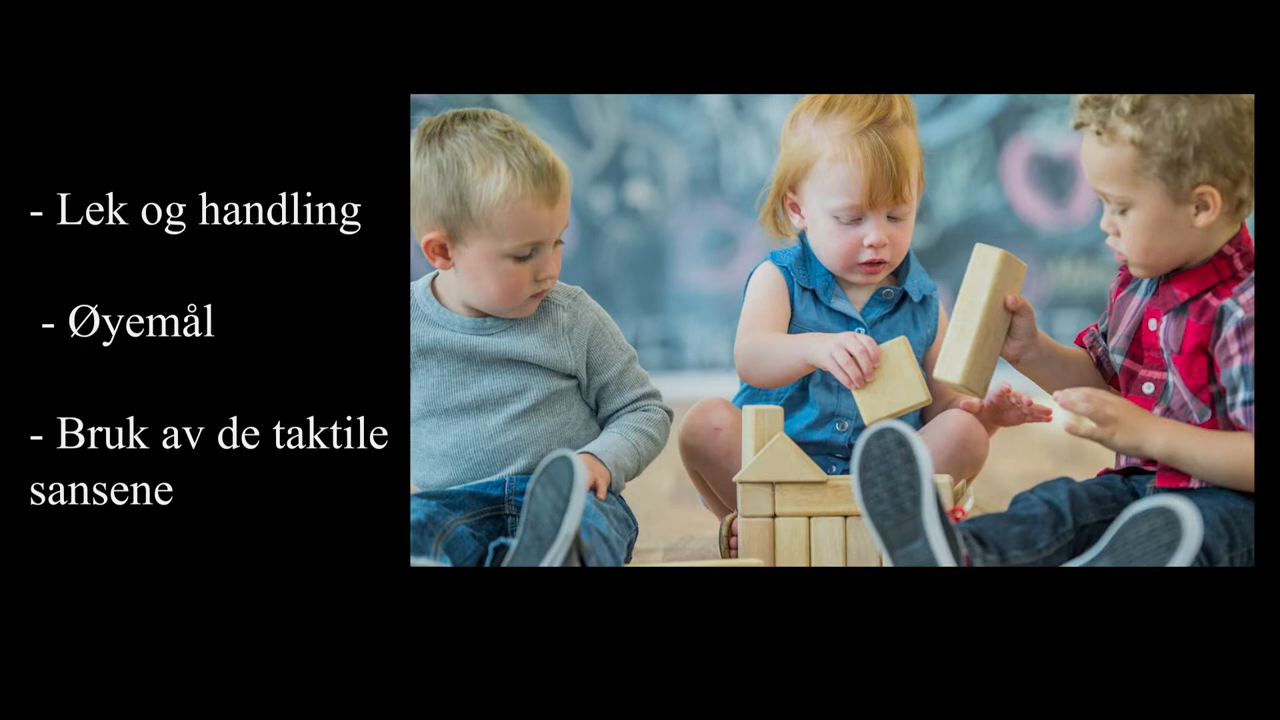 - Lek og handling
- Øyemål
- Bruk av de taktile
sansene